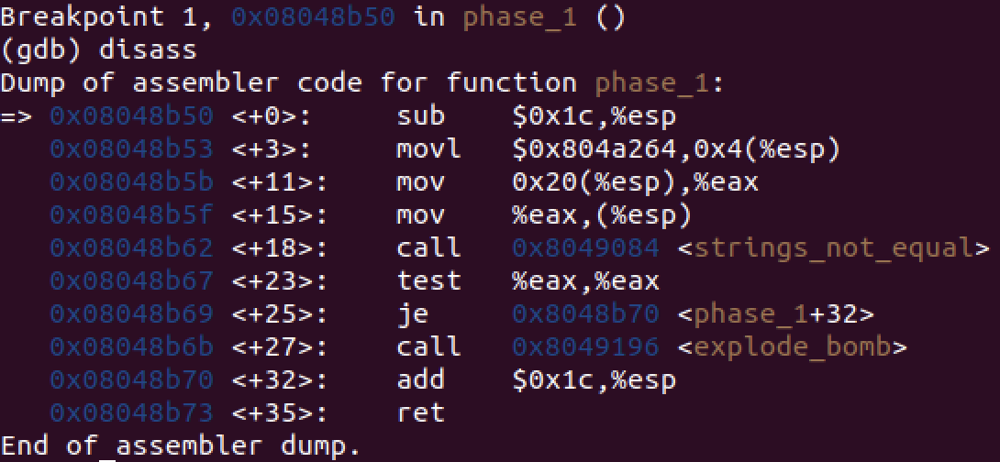 Breakpoint 1, 0x08048b50 in phase_1 ()
(gdb) disass
Dump of assembler code for function phase_1:
=> 0x08048b50 <+0>:     sub    $0x1c,%esp
   0x08048b53 <+3>:     movl   $0x804a264,0x4(%esp)
   0x08048b5b <+11>:    mov    0x20(%esp),%eax
   0x08048b5f <+15>:    mov    %eax,(%esp)
   0x08048b62 <+18>:    call   0x8049084 <strings_not_equal>
   0x08048b67 <+23>:    test   %eax,%eax
   0x08048b69 <+25>:    je     0x8048b70 <phase_1+32>
   0x08048b6b <+27>:    call   0x8049196 <explode_bomb>
   0x08048b70 <+32>:    add    $0x1c,%esp
   0x08048b73 <+35>:    ret
End of assembler dump.